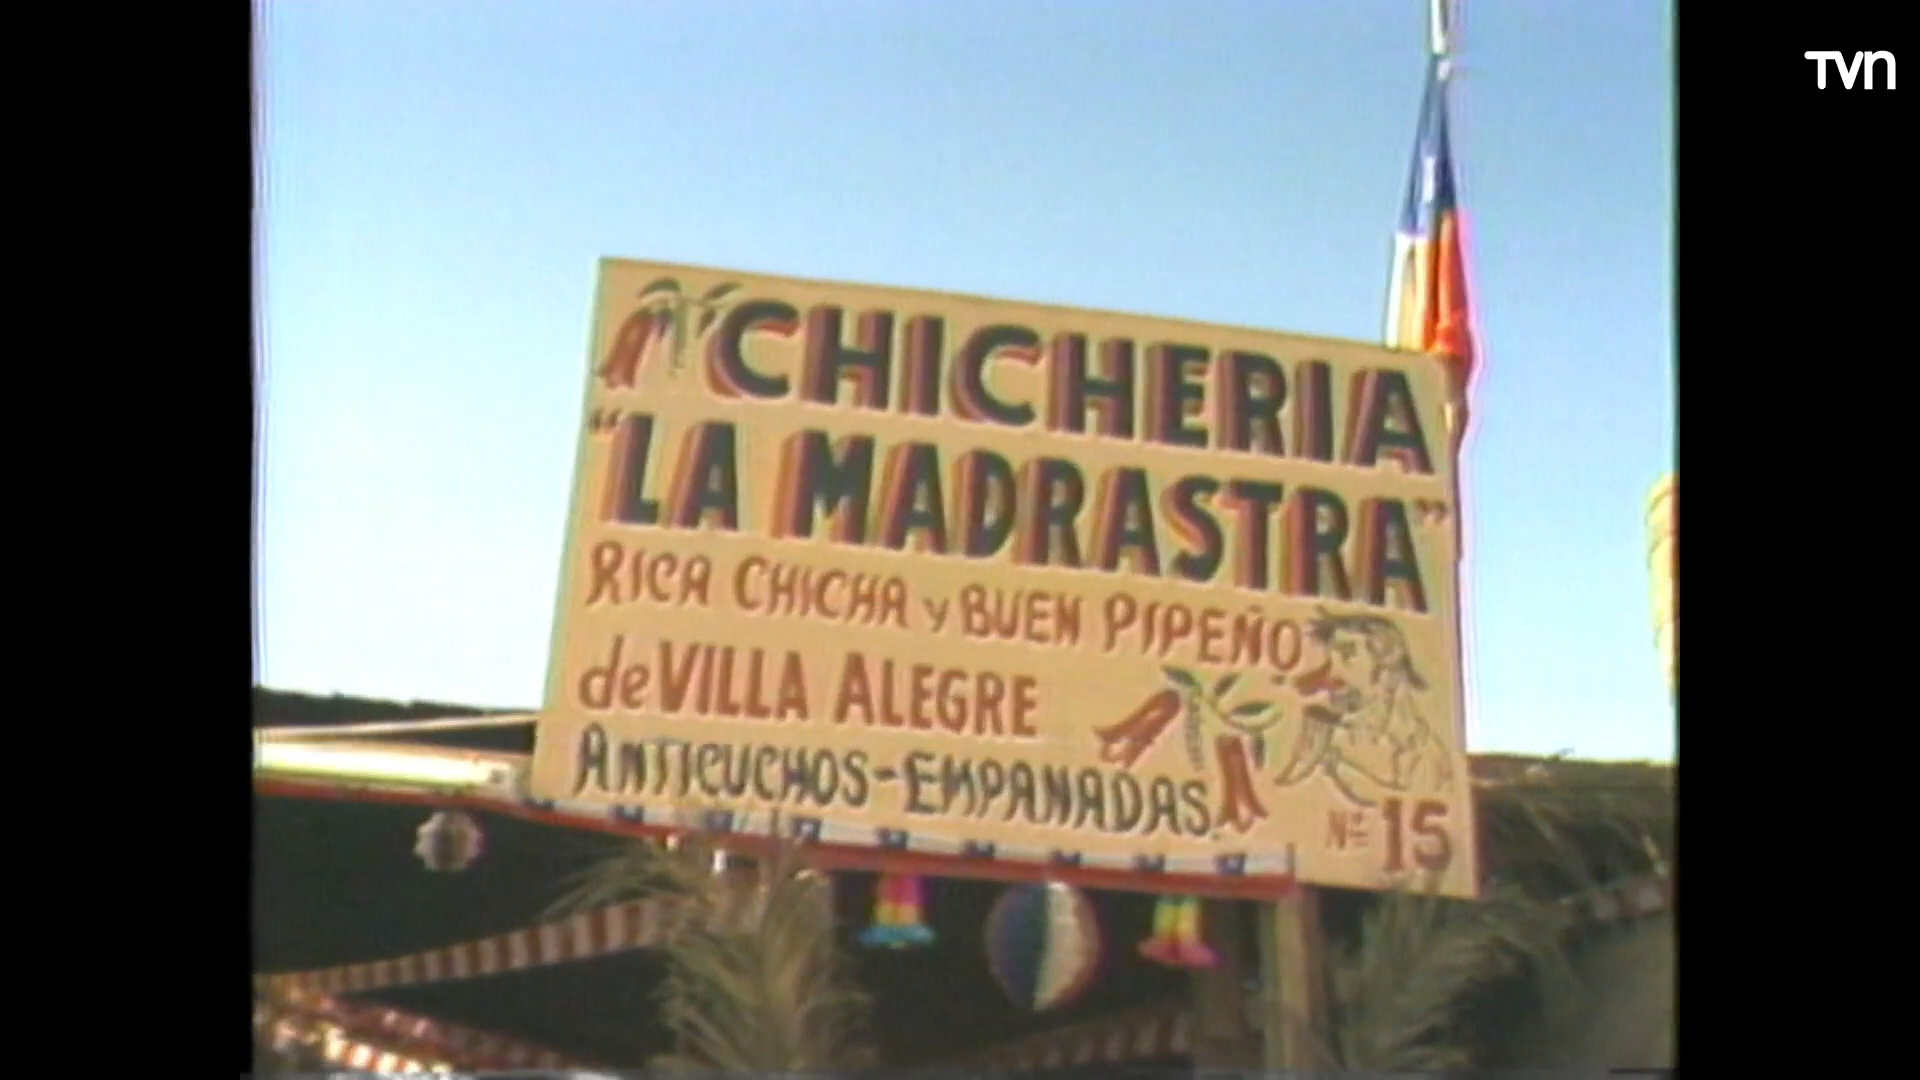 TVN
CHICHERIA
"LA MADRASTRA"
RICA CHICHA y BUEN PIPEÑO
de VILLA ALEGRE
ANTICUCHOS-EMPANADAS.
Nº 15